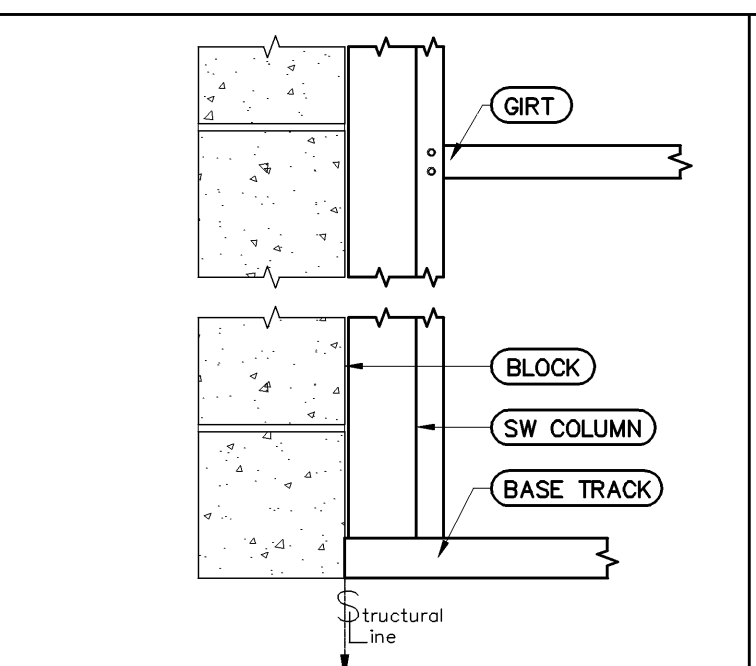 GIRT
BLOCK
SW COLUMN
BASE TRACK
Structural
Line